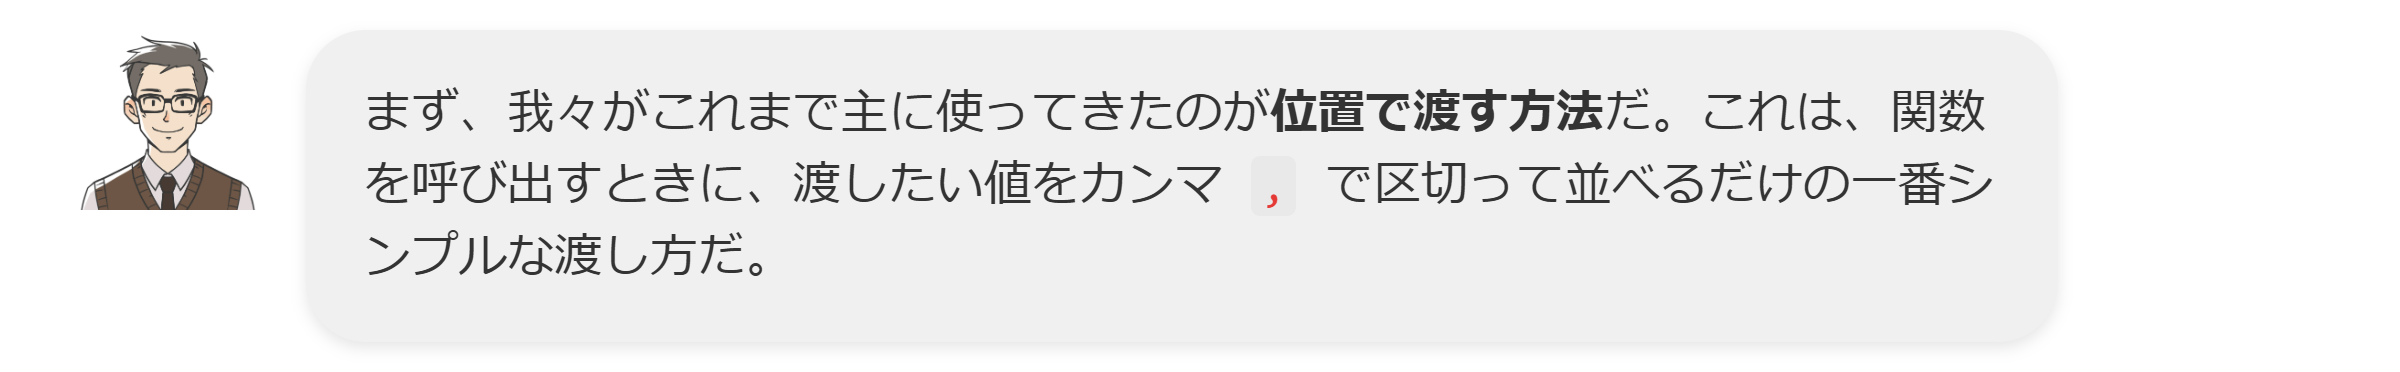 まず、我々がこれまで主に使ってきたのが位置で渡す方法だ。これは、関数
を呼び出すときに、渡したい値をカンマ , で区切って並べるだけの一番シ
ンプルな渡し方だ。